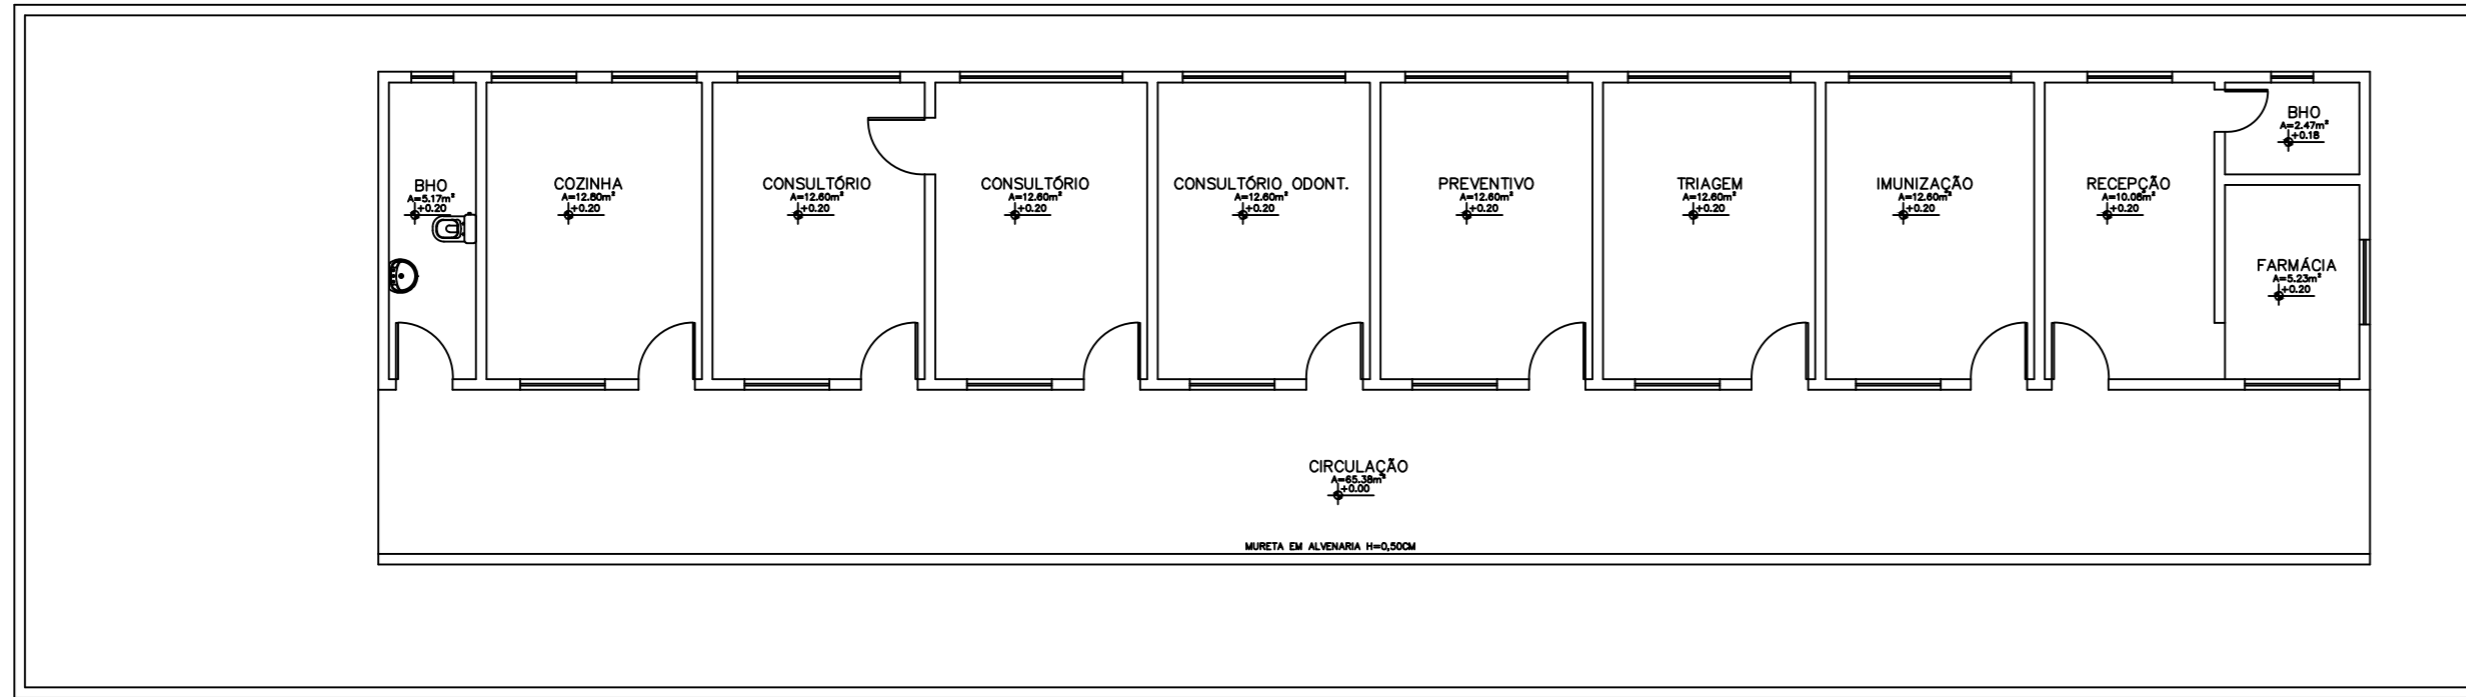 BHO
A=5.17m²
+0.20
COZINHA
A=12.80m²
+0.20
CONSULTÓRIO
A=12.60m²
+0.20
CONSULTÓRIO
A=12.60m²
+0.20
CONSULTÓRIO ODONT.
A=12.60m²
+0.20
PREVENTIVO
A=12.60m²
+0.20
TRIAGEM
A=12.60m²
+0.20
IMUNIZAÇÃO
A=12.60m²
+0.20
RECEPÇÃO
A=10.08m²
+0.20
BHO
A=2.47m²
+0.18
FARMÁCIA
A=5.23m²
+0.20
CIRCULAÇÃO
A=65.38m²
+0.00
MURETA EM ALVENARIA H=0,50CM